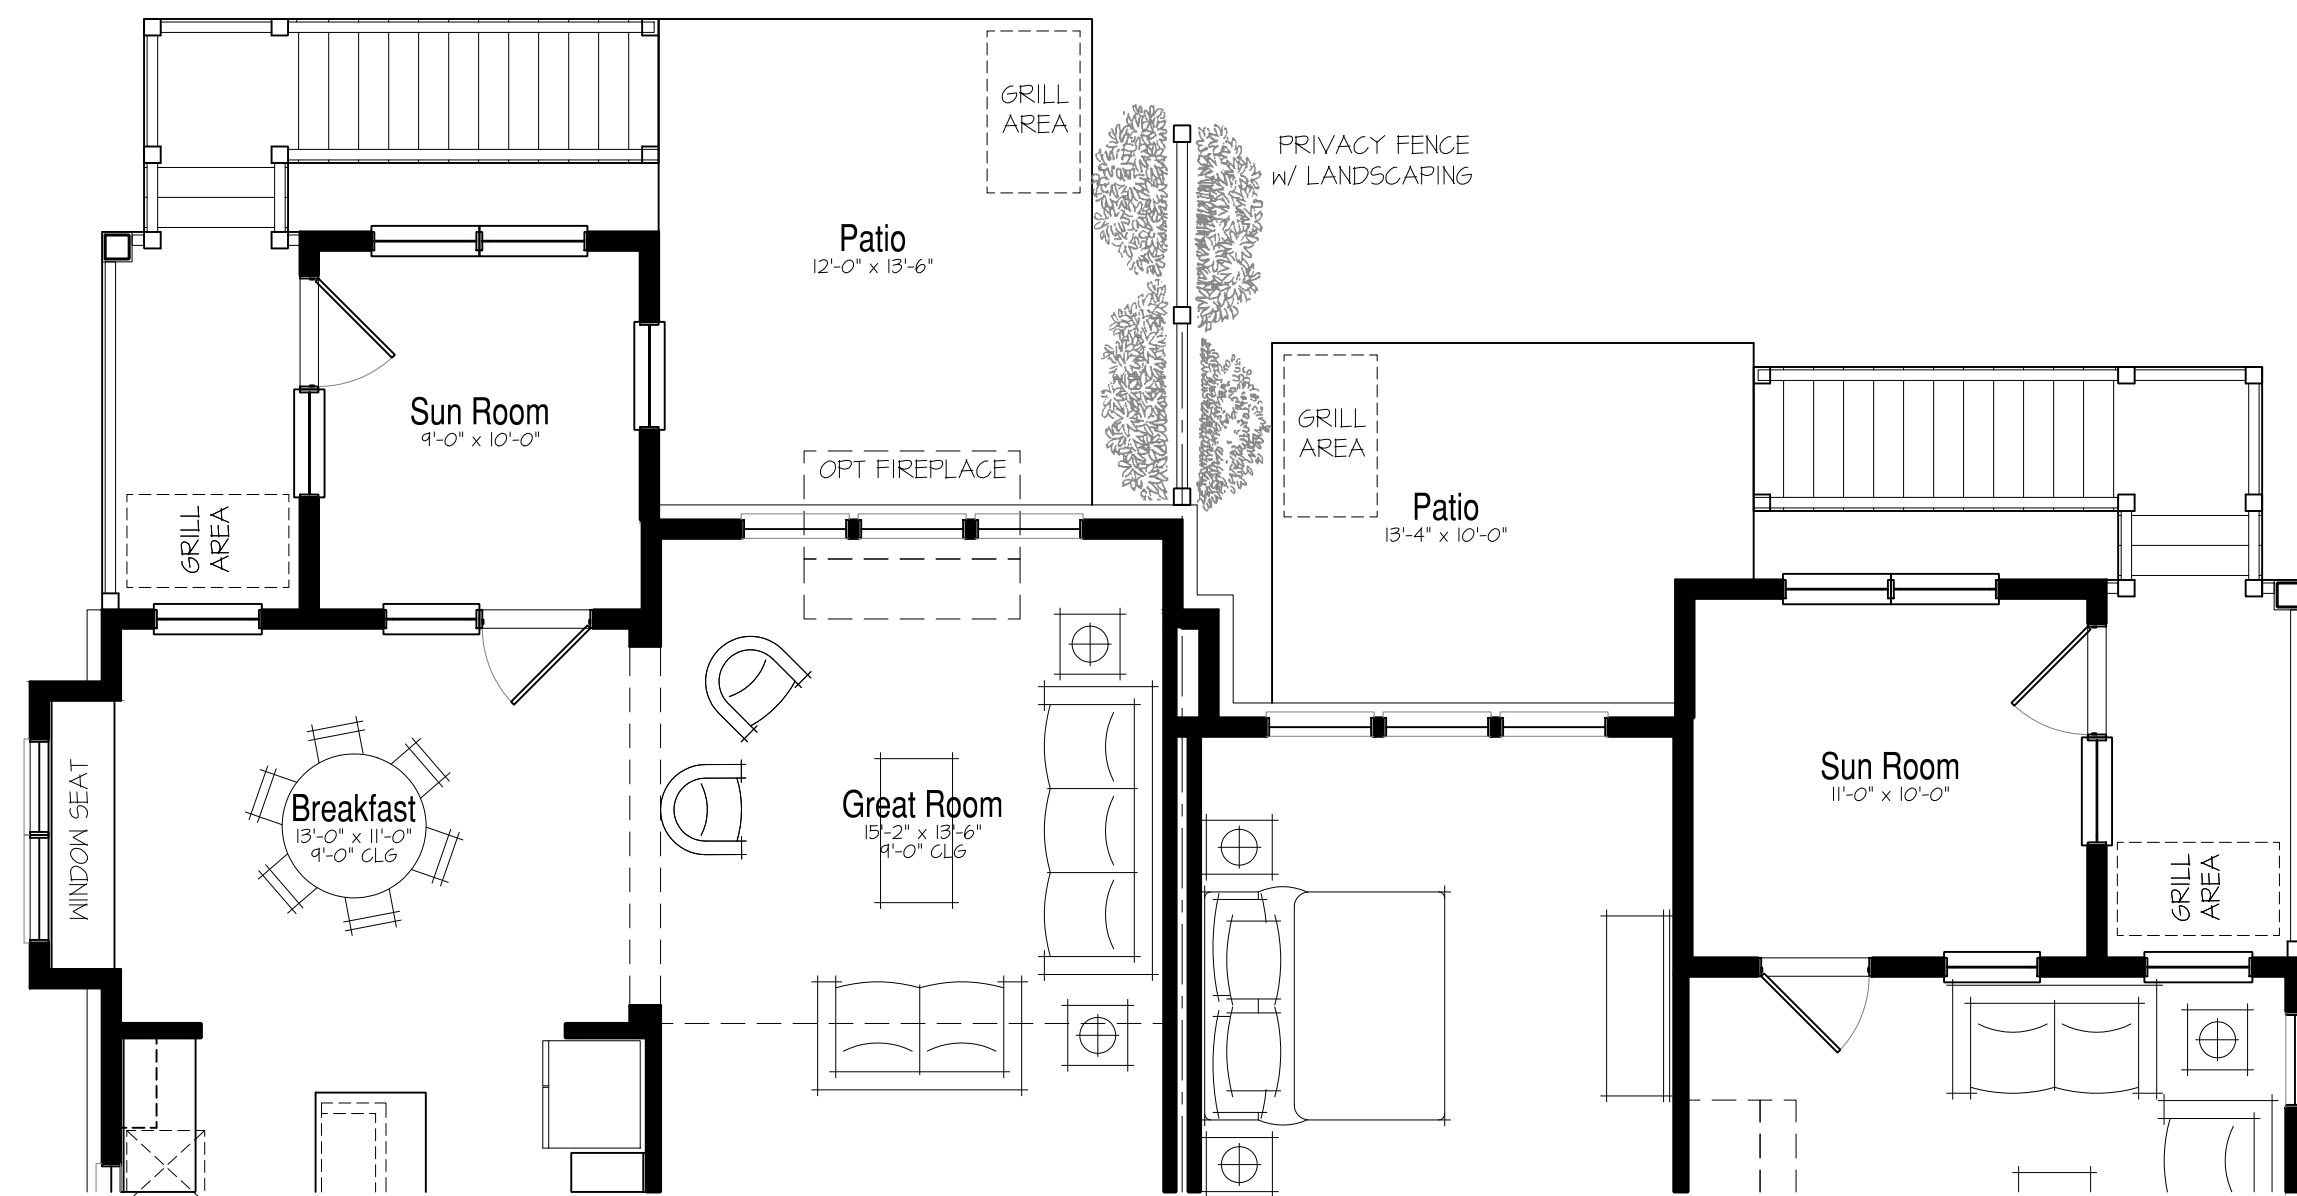 GRILL
AREA
PRIVACY FENCE
w/ LANDSCAPING
Patio
12'-0" x 13'-6"
Sun Room
9'-0" x 10'-0"
GRILL
AREA
OPT FIREPLACE
GRILL
AREA
Patio
13'-4" x 10'-0"
Sun Room
11'-0" x 10'-0"
GRILL
AREA
WINDOW SEAT
Breakfast
13'-0" x 11'-0"
9'-0" CLG
Great Room
15'-2" x 13'-6"
9'-0" CLG